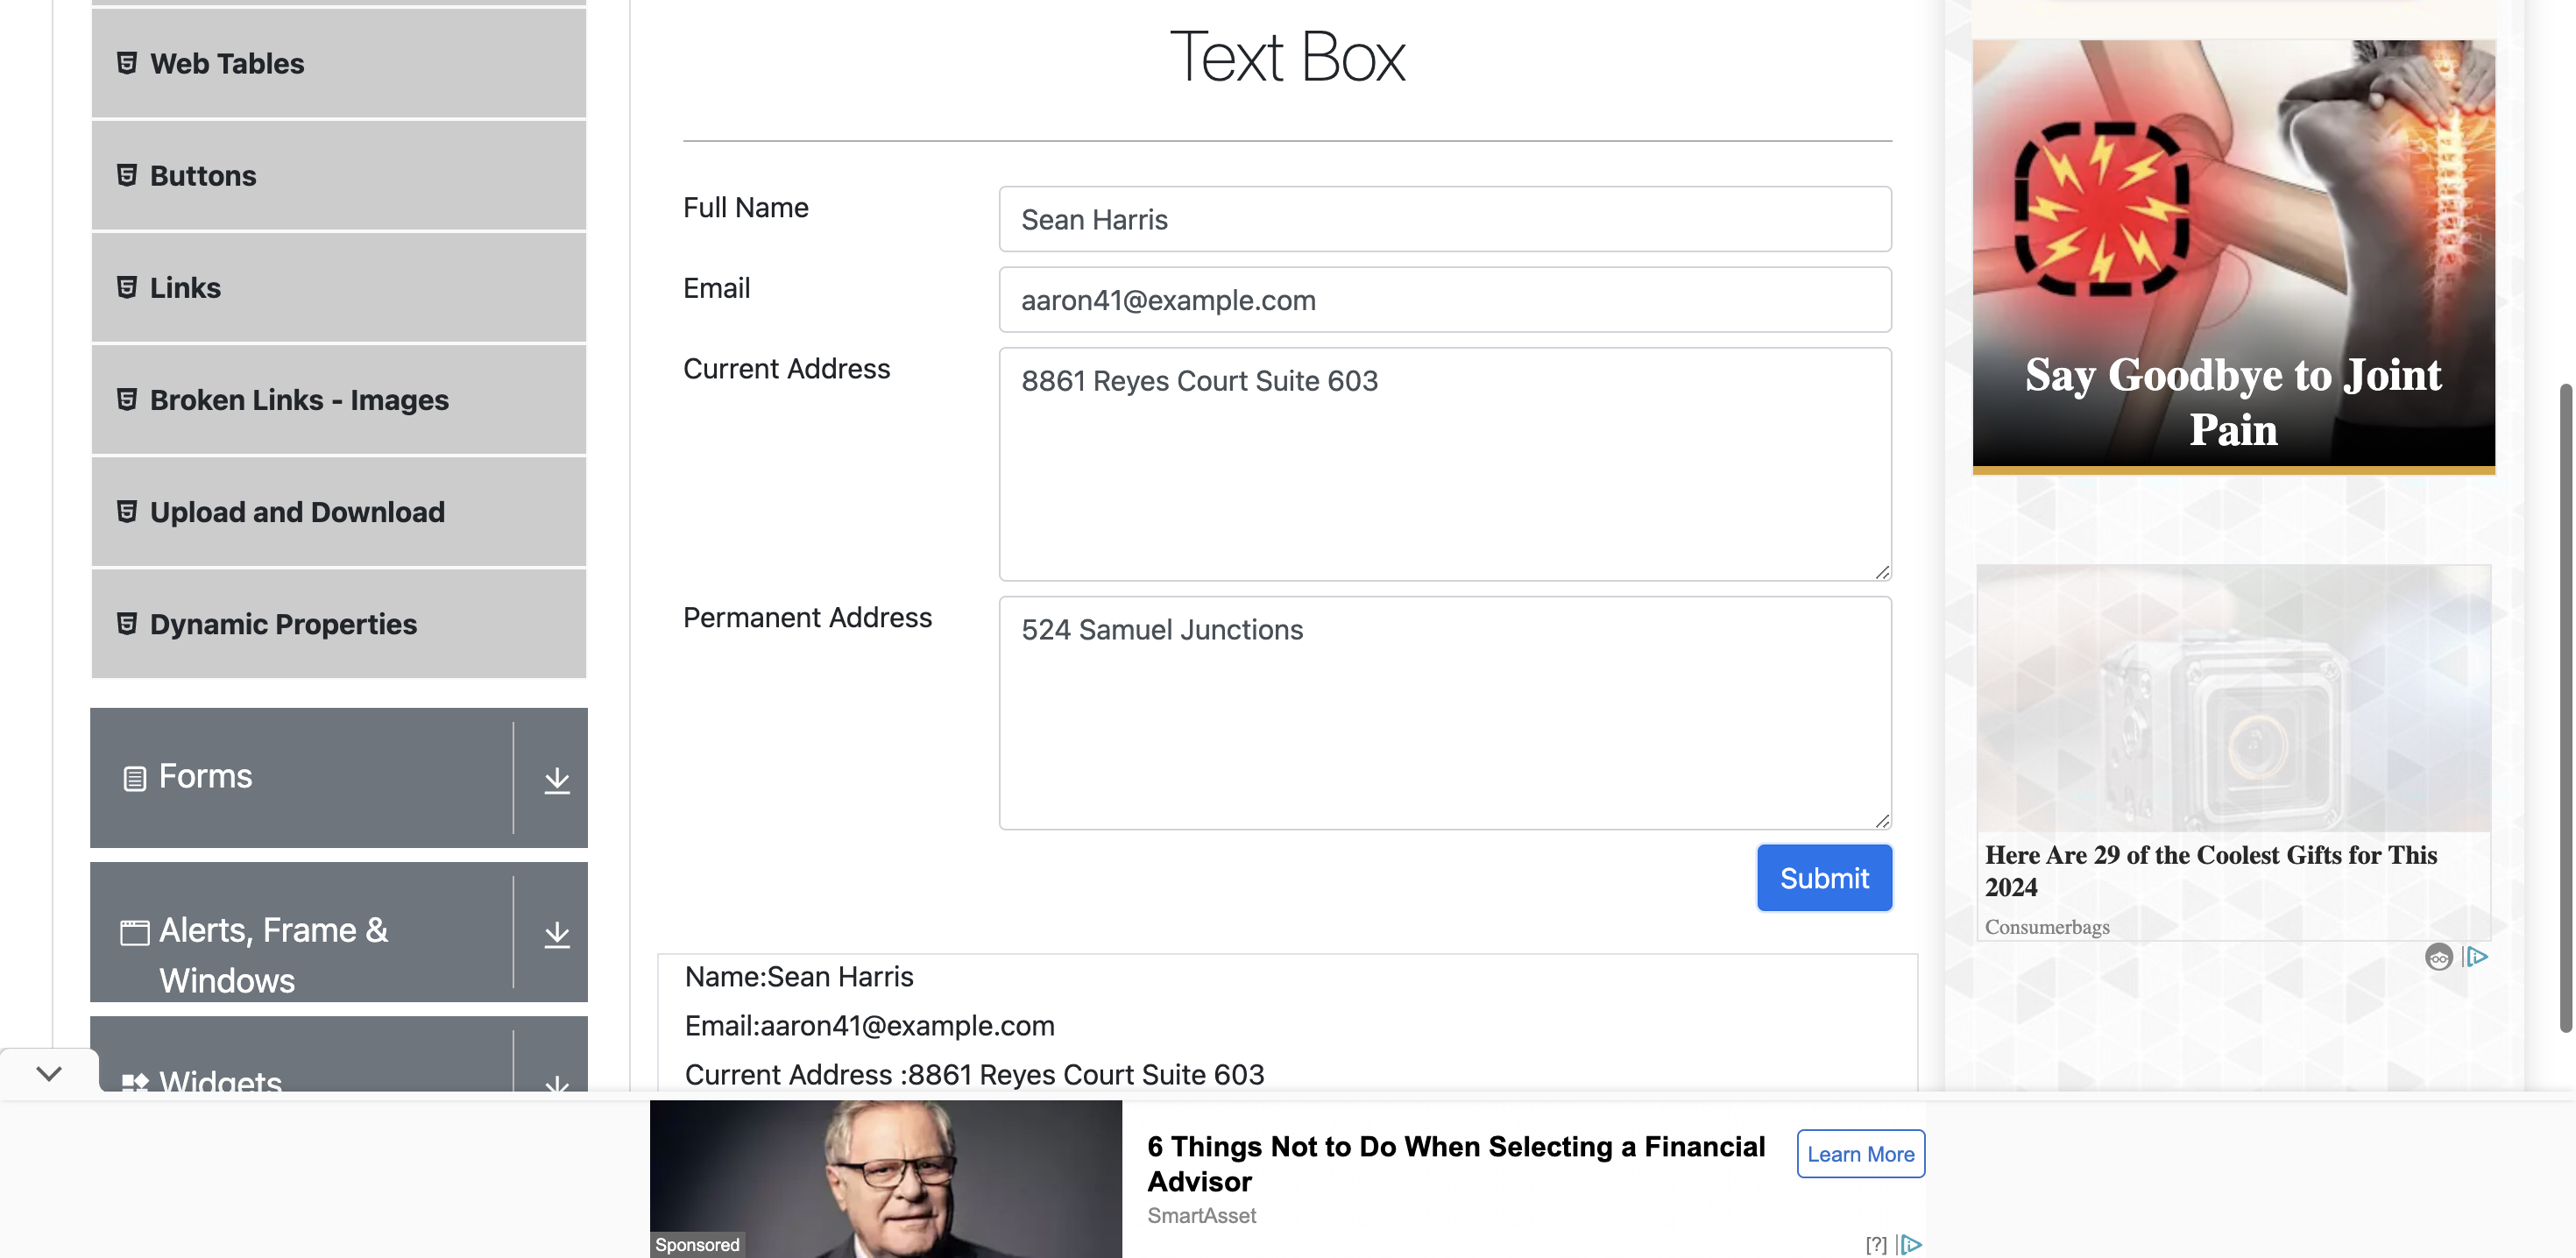 Web Tables
Buttons
Links
Broken Links - Images
Upload and Download
Dynamic Properties
Forms
Alerts, Frame &
Windows
Widgets
Text Box
Full Name
Sean Harris
Email
aaron41@example.com
Current Address
8861 Reyes Court Suite 603
Permanent Address
524 Samuel Junctions
Submit
Name:Sean Harris
Email:aaron41@example.com
Current Address :8861 Reyes Court Suite 603
Say Goodbye to Joint
Pain
Here Are 29 of the Coolest Gifts for This
2024
Consumerbags
6 Things Not to Do When Selecting a Financial
Advisor
SmartAsset
Learn More
Sponsored
[?]